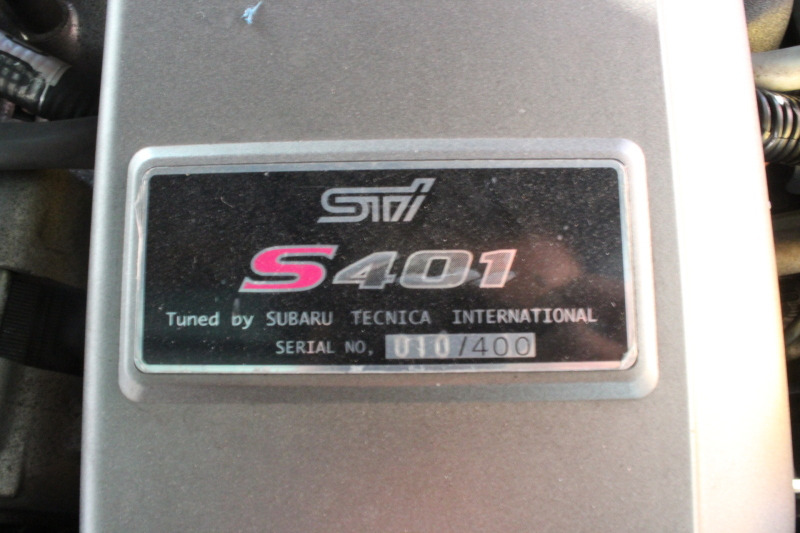 STi
S401
Tuned by SUBARU TECNICA INTERNATIONAL
SERIAL NO. 010/400